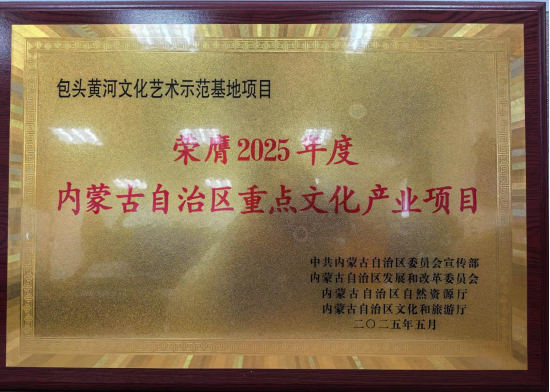 包头黄河文化艺术示范基地项目
荣膺2025年度
内蒙古自治区重点文化产业项目
中共内蒙古自治区委员会宣传部
内蒙古自治区发展和改革委员会
内蒙古自治区自然资源厅
内蒙古自治区文化和旅游厅
二〇二五年五月